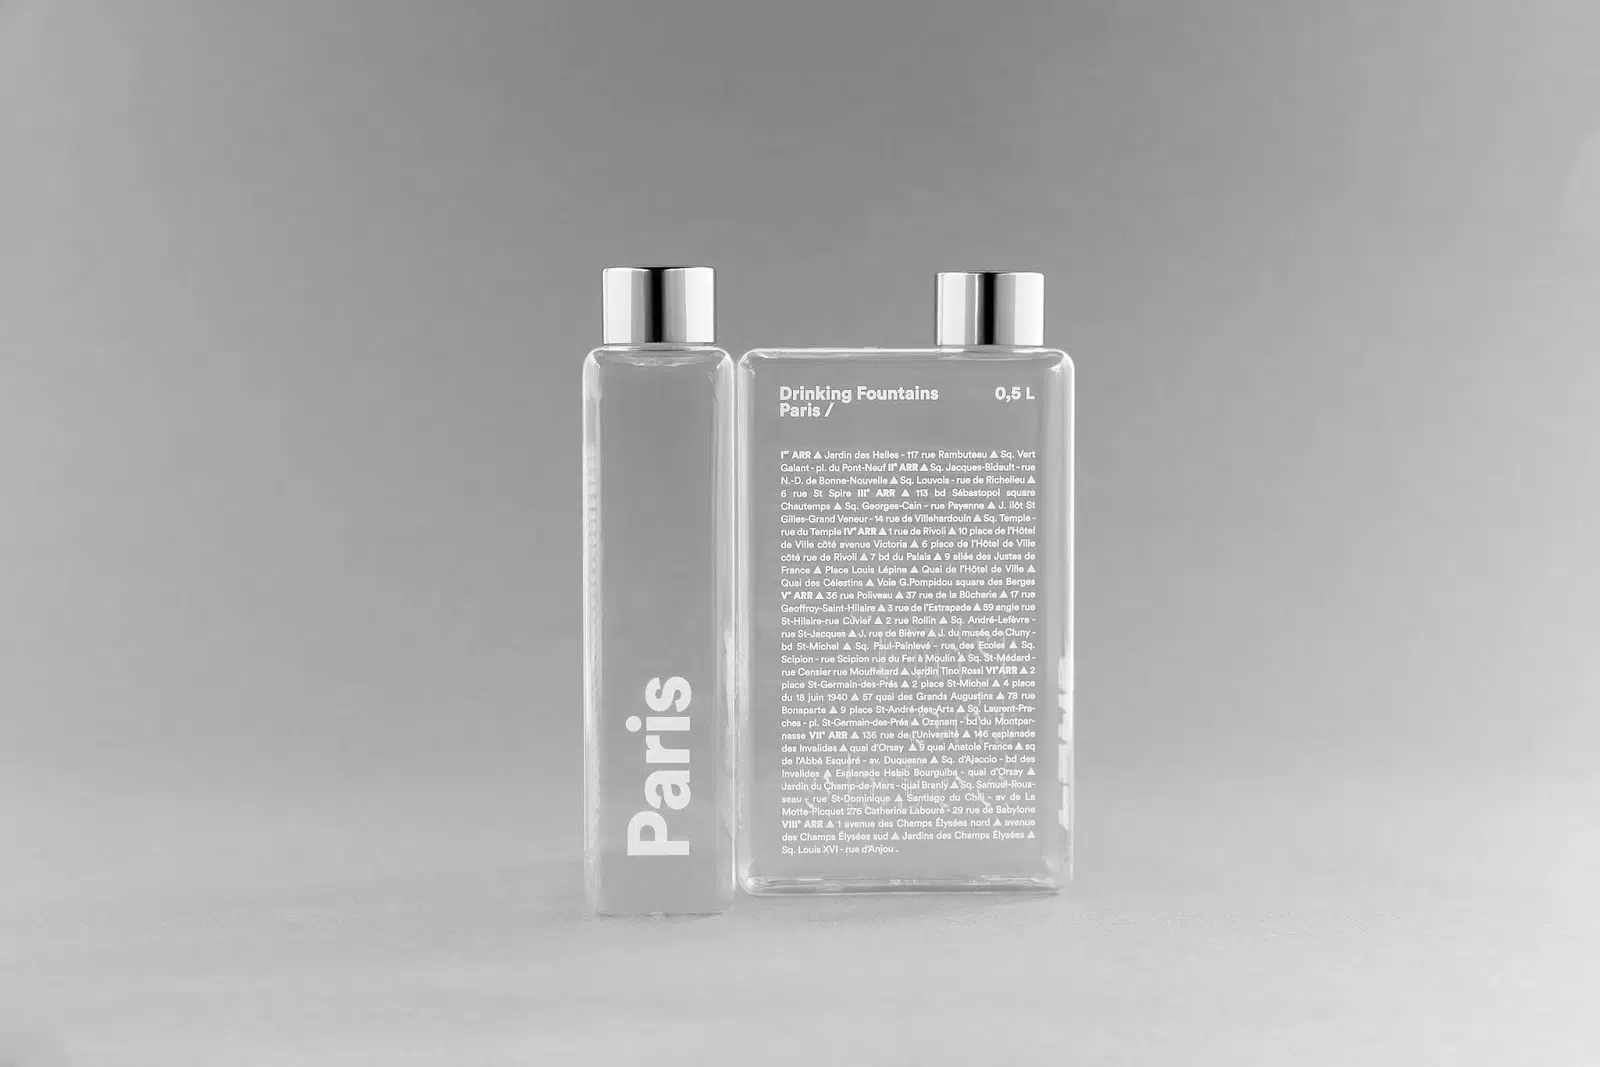 Paris
Drinking Fountains 0,5 L
Paris /
Iᵉʳ ARR ▲ Jardin des Halles - 117 rue Rambuteau ▲ Sq. Vert
Galant - pl. du Pont-Neuf IIᵉ ARR ▲ Sq. Jacques-Bidault - rue
N.-D. de Bonne-Nouvelle ▲ Sq. Louvois - rue de Richelieu ▲
6 rue St Spire IIIᵉ ARR ▲ 113 bd Sébastopol square
Chautemps ▲ Sq. Georges-Cain - rue Payenne ▲ J. ilôt St
Gilles-Grand Veneur - 14 rue de Villehardouin ▲ Sq. Temple -
rue du Temple IVᵉ ARR ▲ 1 rue de Rivoli ▲ 10 place de l'Hôtel
de Ville côté avenue Victoria ▲ 6 place de l'Hôtel de Ville
côté rue de Rivoli ▲ 7 bd du Palais ▲ 9 allée des Justes de
France ▲ Place Louis Lépine ▲ Quai de l'Hôtel de Ville ▲
Quai des Célestins ▲ Voie G.Pompidou square des Berges
Vᵉ ARR ▲ 36 rue Poliveau ▲ 37 rue de la Bûcherie ▲ 17 rue
Geoffroy-Saint-Hilaire ▲ 3 rue de l'Estrapade ▲ 59 angle rue
St-Hilaire-rue Cuvier ▲ 2 rue Rollin ▲ Sq. André-Lefèvre -
rue St-Jacques ▲ J. rue de Bièvre ▲ J. du musée de Cluny -
bd St-Michel ▲ Sq. Paul-Painlevé - rue des Ecoles ▲ Sq.
Scipion - rue Scipion rue du Fer à Moulin ▲ Sq. St-Médard -
rue Censier rue Mouffetard ▲ Jardin Tino Rossi VIᵉ ARR ▲ 2
place St-Germain-des-Prés ▲ 2 place St-Michel ▲ 4 place
du 18 juin 1940 ▲ 57 quai des Grands Augustins ▲ 78 rue
Bonaparte ▲ 9 place St-André-des-Arts ▲ Sq. Laurent-Pra-
ches - pl. St-Germain-des-Prés ▲ Ozanam - bd du Montpar-
nasse VIIᵉ ARR ▲ 136 rue de l'Université ▲ 146 esplanade
des Invalides ▲ quai d'Orsay ▲ 9 quai Anatole France ▲ sq
de l'Abbé Esquéré - av. Duquesne ▲ Sq. d'Ajaccio - bd des
Invalides ▲ Esplanade Habib Bourguiba - quai d'Orsay ▲
Jardin du Champ-de-Mars - quai Branly ▲ Sq. Samuel-Rous-
seau - rue St-Dominique ▲ Santiago du Chili - av de La
Motte-Picquet 275 Catherine Labouré - 29 rue de Babylone
VIIIᵉ ARR ▲ 1 avenue des Champs Élysées nord ▲ avenue
des Champs Élysées sud ▲ Jardins des Champs Élysées ▲
Sq. Louis XVI - rue d'Anjou .